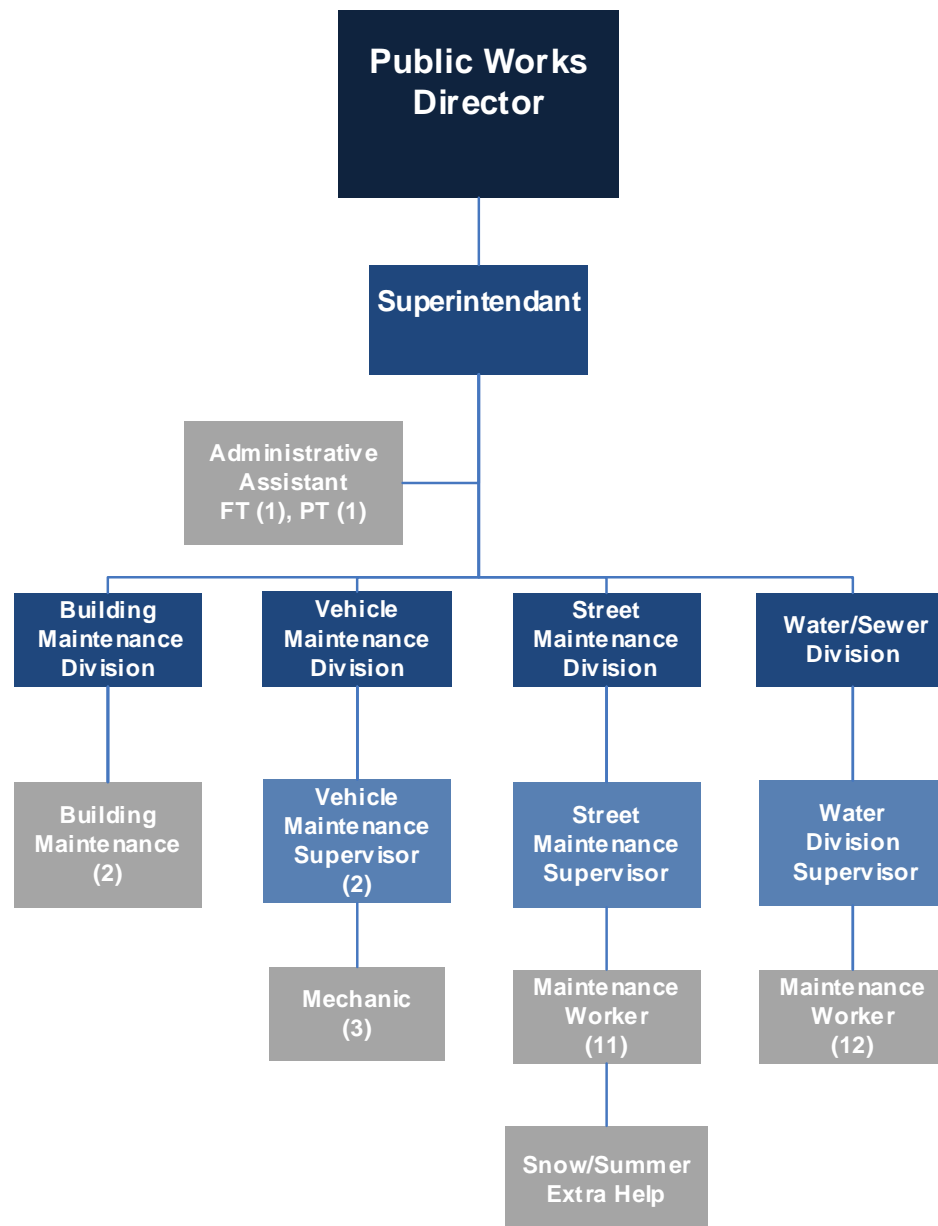 Public Works
Director
Superintendant
Administrative
Assistant
FT (1), PT (1)
Building
Maintenance
Division
Vehicle
Maintenance
Division
Street
Maintenance
Division
Water/Sewer
Division
Building
Maintenance
(2)
Vehicle
Maintenance
Supervisor
(2)
Street
Maintenance
Supervisor
Water
Division
Supervisor
Mechanic
(3)
Maintenance
Worker
(11)
Maintenance
Worker
(12)
Snow/Summer
Extra Help